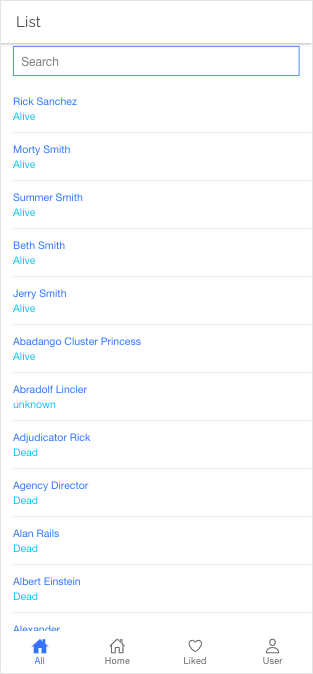 List
Search
Rick Sanchez
Alive
Morty Smith
Alive
Summer Smith
Alive
Beth Smith
Alive
Jerry Smith
Alive
Abadango Cluster Princess
Alive
Abradolf Lincler
unknown
Adjudicator Rick
Dead
Agency Director
Dead
Alan Rails
Dead
Albert Einstein
Dead
Alexander
All Home Liked User